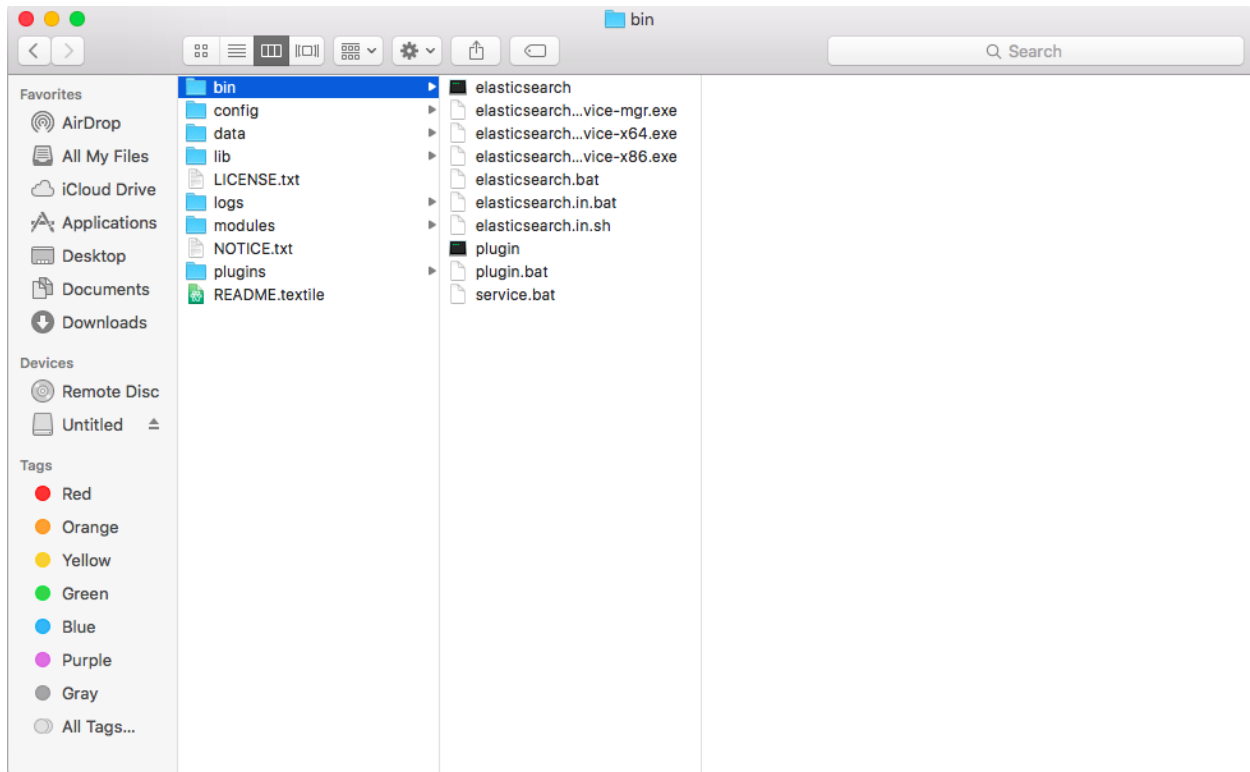 bin
Search
Favorites
AirDrop
All My Files
iCloud Drive
Applications
Desktop
Documents
Downloads
Devices
Remote Disc
Untitled
Tags
Red
Orange
Yellow
Green
Blue
Purple
Gray
All Tags...
bin
config
data
lib
LICENSE.txt
logs
modules
NOTICE.txt
plugins
README.textile
elasticsearch
elasticsearch...vice-mgr.exe
elasticsearch...vice-x64.exe
elasticsearch...vice-x86.exe
elasticsearch.bat
elasticsearch.in.bat
elasticsearch.in.sh
plugin
plugin.bat
service.bat